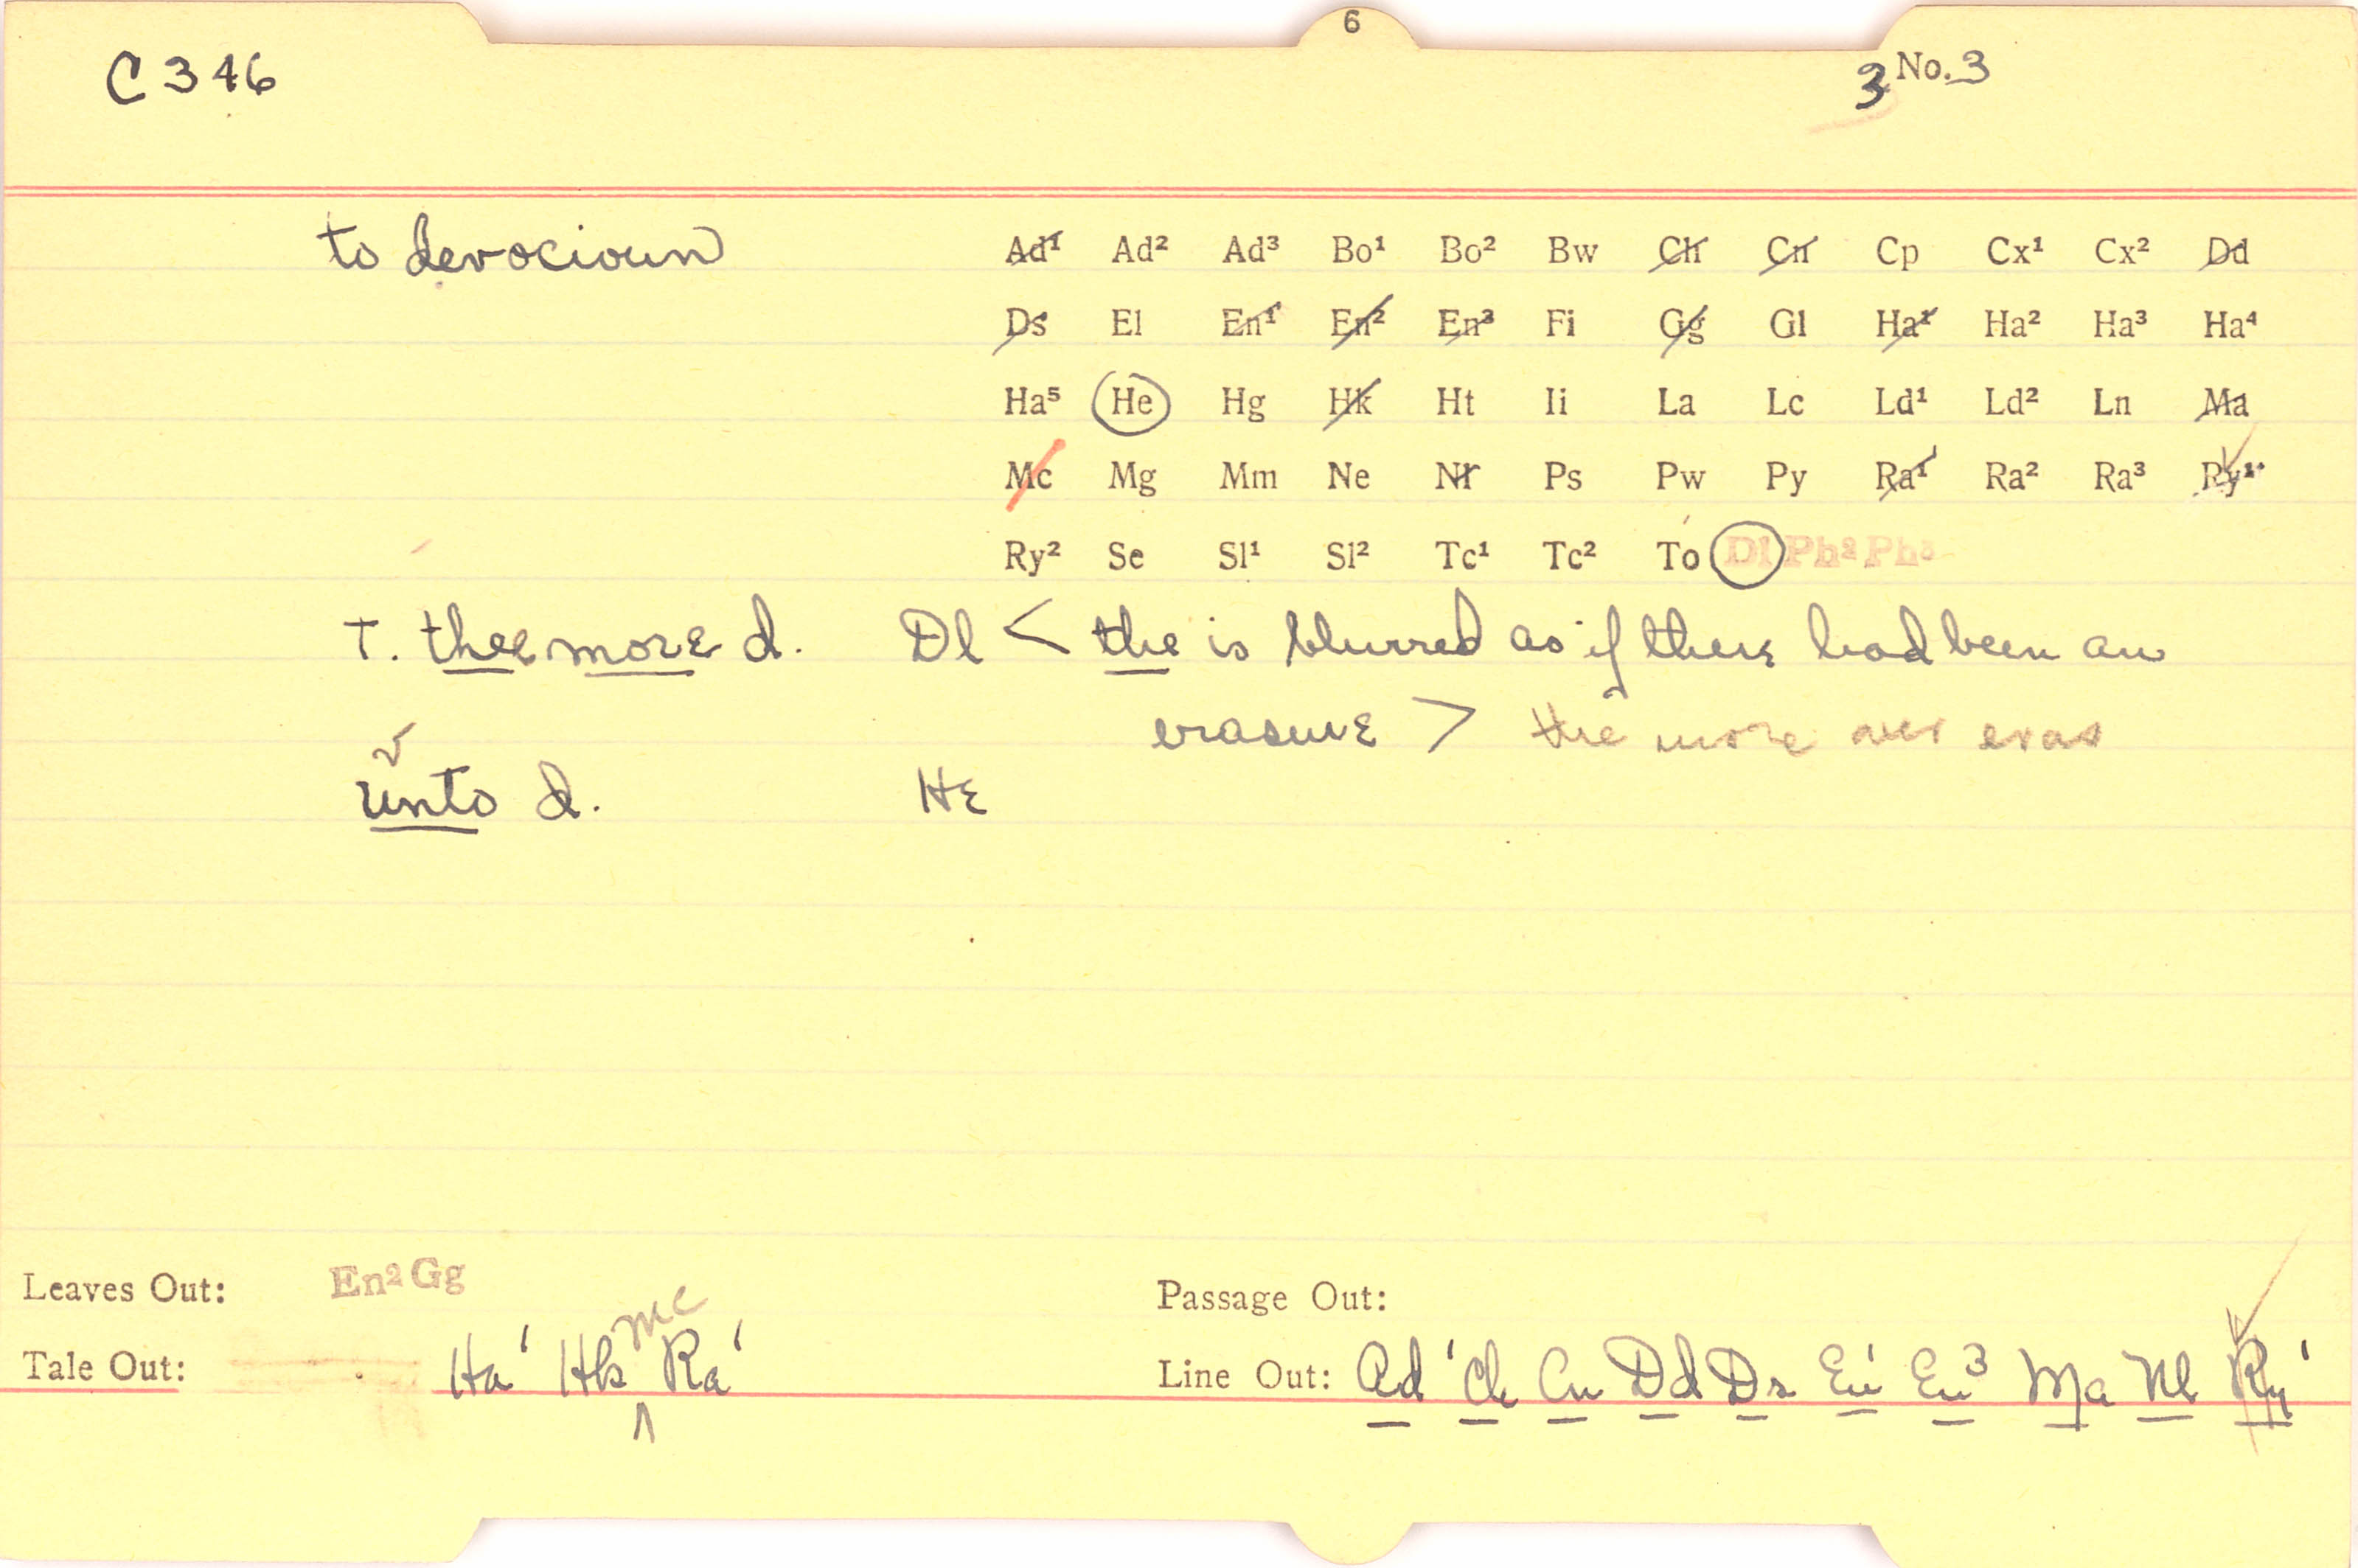 6
C 346
3 No. 3
to devocioun
Ad¹ Ad² Ad³ Bo¹ Bo² Bw Ch Cn Cp Cx¹ Cx² Dd
Ds El En¹ En² En³ Fi Gg Gl Ha¹ Ha² Ha³ Ha⁴
Ha⁵ He Hg Hk Ht Ii La Lc Ld¹ Ld² Ln Ma
Mc Mg Mm Ne Nl Ps Pw Py Ra¹ Ra² Ra³ Ry¹
Ry² Se Sl¹ Sl² Tc¹ Tc² To Dl Ph² Ph³
T. thee more d. Dl < the is blurred as if there had been an
erasure > the more over eras
unto d. He
Leaves Out: En² Gg
Passage Out:
Tale Out: Ha¹ Hk Mc Ra¹
Line Out: Ad¹ Ch Cn Dd Ds En¹ En³ Ma Nl Ry¹